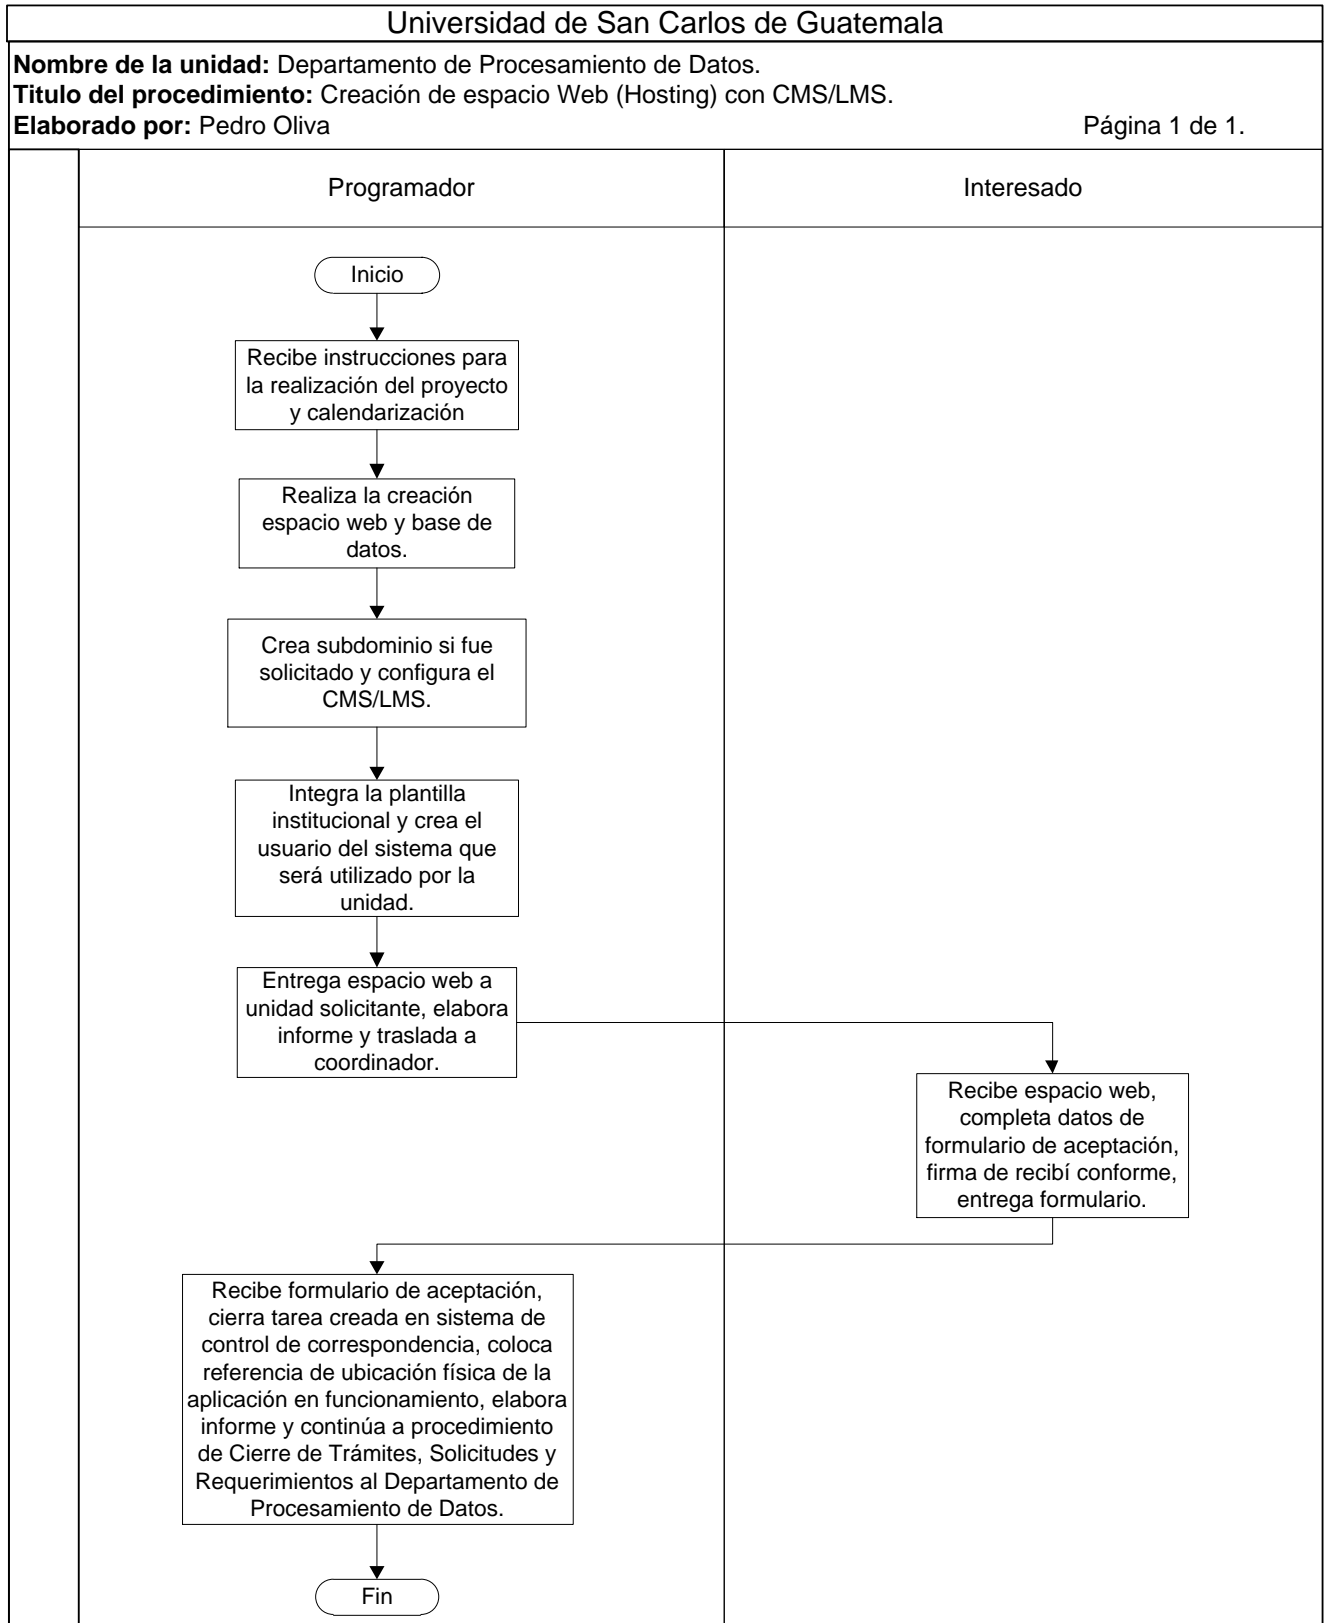 Universidad de San Carlos de Guatemala
Nombre de la unidad: Departamento de Procesamiento de Datos.
Titulo del procedimiento: Creación de espacio Web (Hosting) con CMS/LMS.
Elaborado por: Pedro Oliva
Página 1 de 1.
Programador
Interesado
Inicio
Recibe instrucciones para
la realización del proyecto
y calendarización
Realiza la creación
espacio web y base de
datos.
Crea subdominio si fue
solicitado y configura el
CMS/LMS.
Integra la plantilla
institucional y crea el
usuario del sistema que
será utilizado por la
unidad.
Entrega espacio web a
unidad solicitante, elabora
informe y traslada a
coordinador.
Recibe espacio web,
completa datos de
formulario de aceptación,
firma de recibí conforme,
entrega formulario.
Recibe formulario de aceptación,
cierra tarea creada en sistema de
control de correspondencia, coloca
referencia de ubicación física de la
aplicación en funcionamiento, elabora
informe y continúa a procedimiento
de Cierre de Trámites, Solicitudes y
Requerimientos al Departamento de
Procesamiento de Datos.
Fin